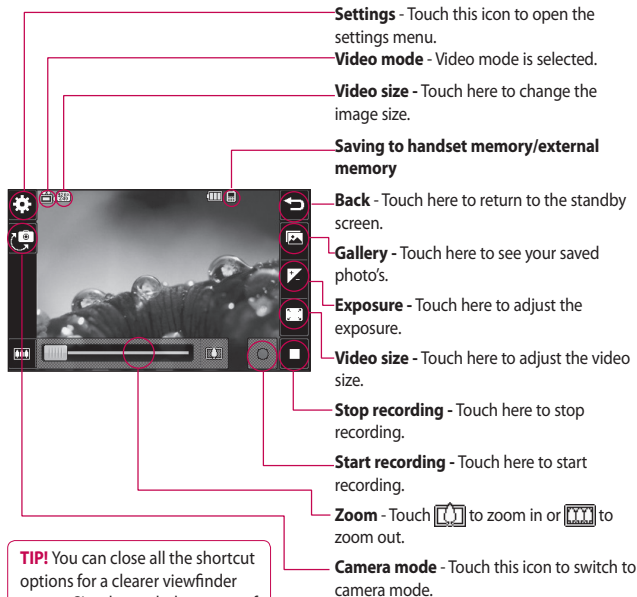 Settings - Touch this icon to open the
settings menu.
Video mode - Video mode is selected.
Video size - Touch here to change the
image size.
Saving to handset memory/external
memory
Back - Touch here to return to the standby
screen.
Gallery - Touch here to see your saved
photo's.
Exposure - Touch here to adjust the
exposure.
Video size - Touch here to adjust the video
size.
Stop recording - Touch here to stop
recording.
Start recording - Touch here to start
recording.
Zoom - Touch to zoom in or to
zoom out.
Camera mode - Touch this icon to switch to
camera mode.
TIP! You can close all the shortcut
options for a clearer viewfinder